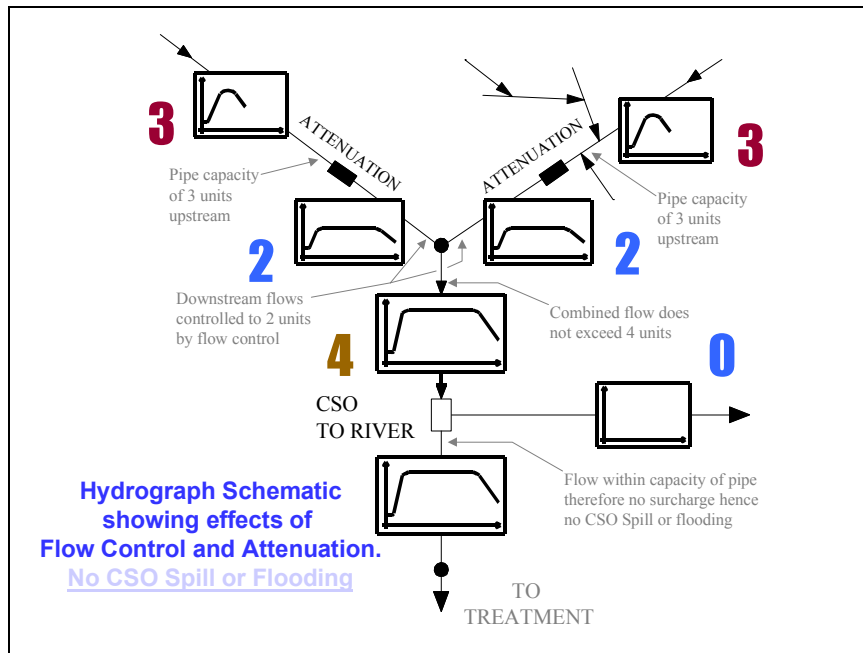 3
ATTENUATION
Pipe capacity
of 3 units
upstream
2
ATTENUATION
3
Pipe capacity
of 3 units
upstream
2
Downstream flows
controlled to 2 units
by flow control
Combined flow does
not exceed 4 units
4
0
CSO
TO RIVER
Flow within capacity of pipe
therefore no surcharge hence
no CSO Spill or flooding
Hydrograph Schematic
showing effects of
Flow Control and Attenuation.
No CSO Spill or Flooding
TO
TREATMENT